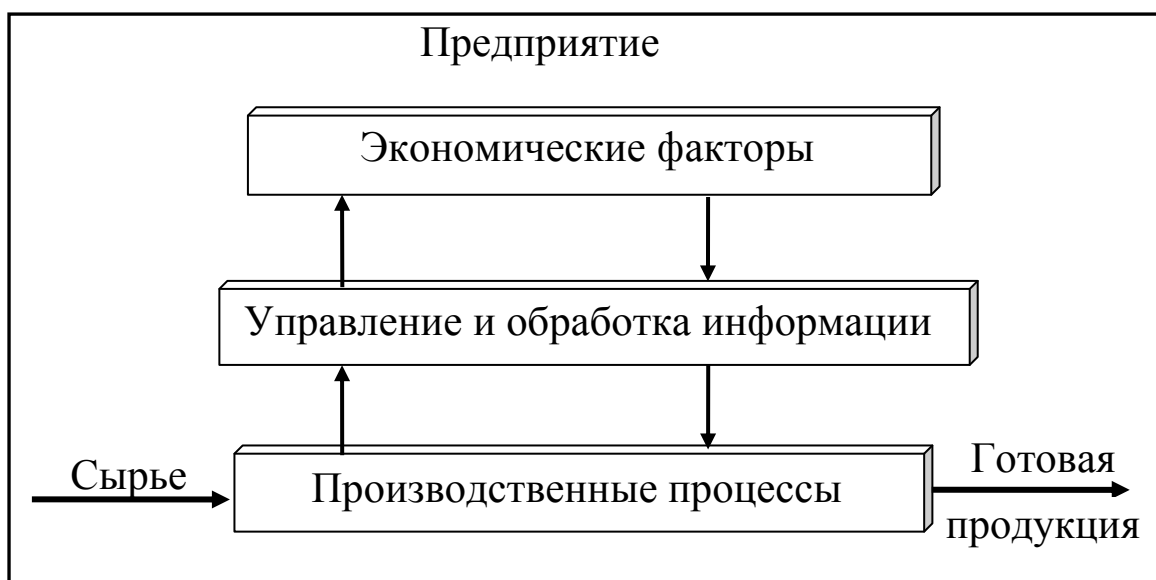 Предприятие
Экономические факторы
Управление и обработка информации
Сырье
Производственные процессы
Готовая
продукция